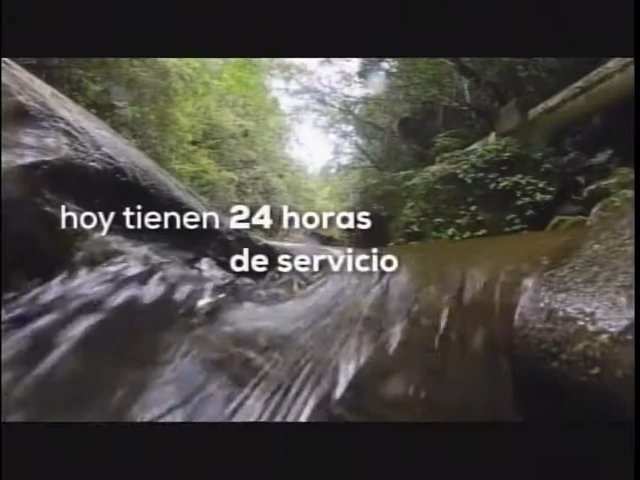 hoy tienen 24 horas
de servicio